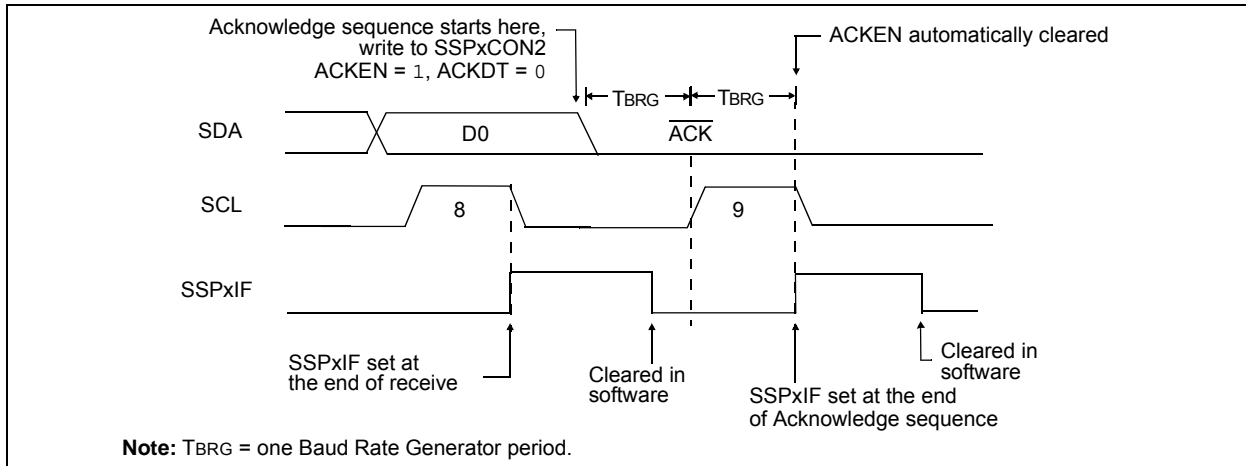 Acknowledge sequence starts here,
write to SSPxCON2
ACKEN = 1, ACKDT = 0
ACKEN automatically cleared
TBRG
TBRG
SDA
D0
ACK
SCL
8
9
SSPxIF
SSPxIF set at
the end of receive
Cleared in
software
SSPxIF set at the end
of Acknowledge sequence
Cleared in
software
Note: TBRG = one Baud Rate Generator period.